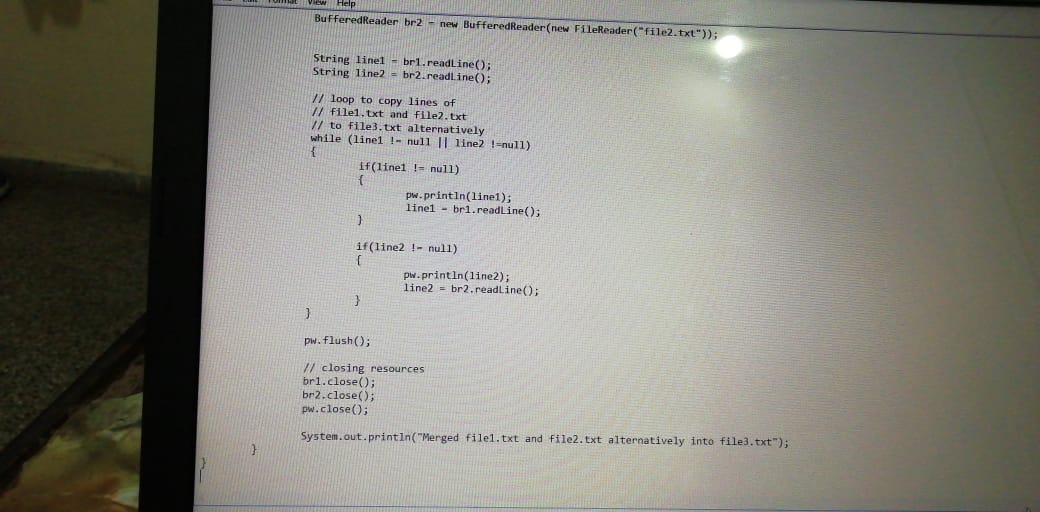 View Help
BufferedReader br2 = new BufferedReader(new FileReader("file2.txt"));
String line1 = br1.readLine();
String line2 = br2.readLine();
// loop to copy lines of
// file1.txt and file2.txt
// to file3.txt alternatively
while (line1 != null || line2 !=null)
{
if(line1 != null)
{
pw.println(line1);
line1 = br1.readLine();
}
if(line2 != null)
{
pw.println(line2);
line2 = br2.readLine();
}
}
pw.flush();
// closing resources
br1.close();
br2.close();
pw.close();
System.out.println("Merged file1.txt and file2.txt alternatively into file3.txt");
}
}